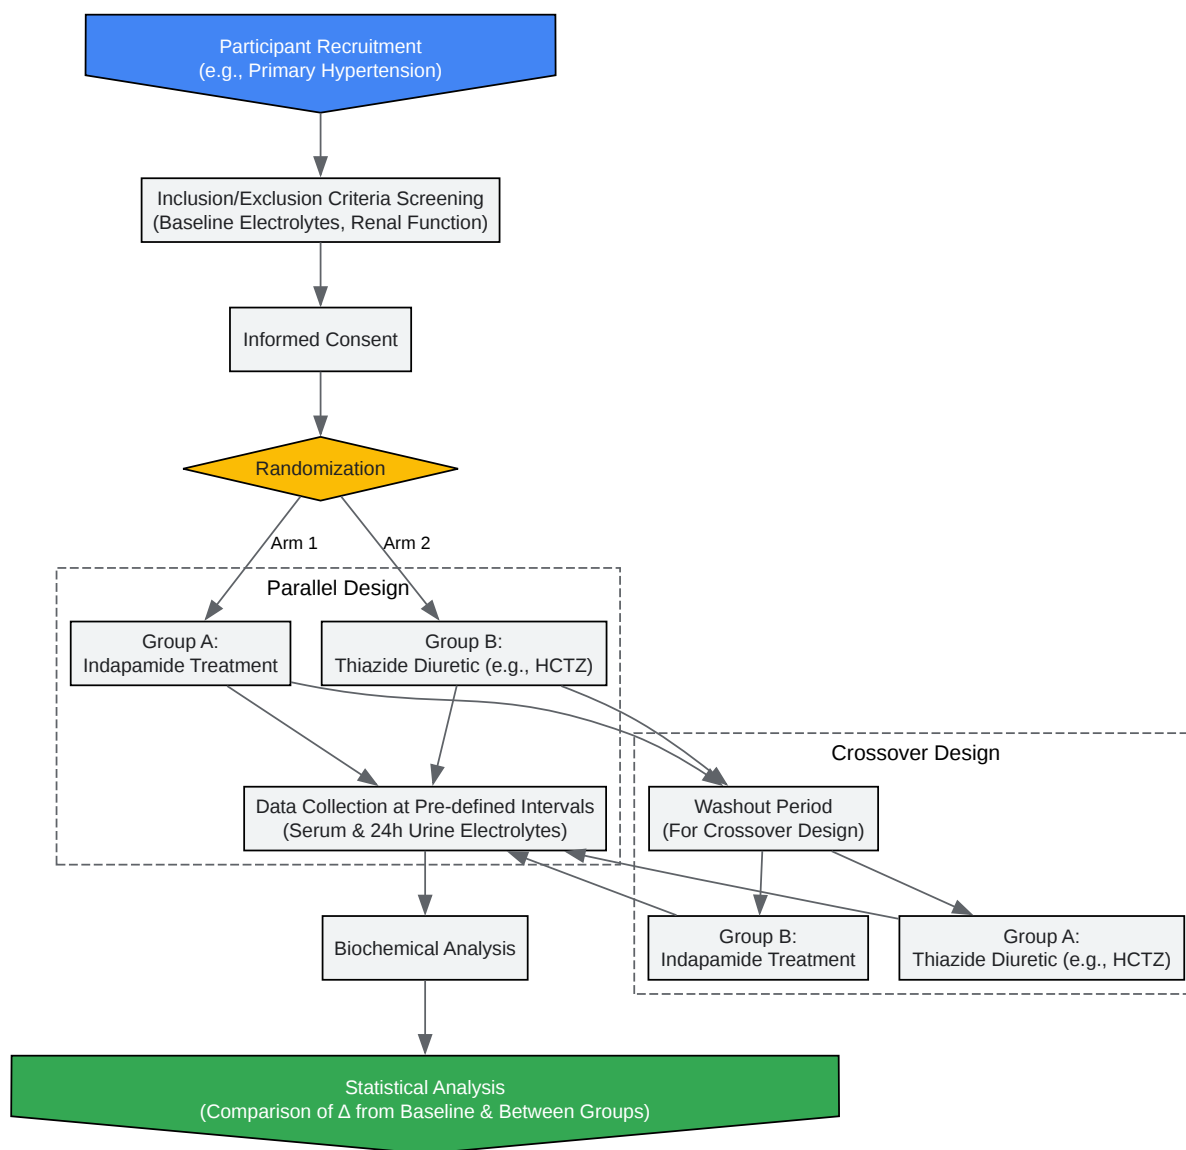 Participant Recruitment
(e.g., Primary Hypertension)
Inclusion/Exclusion Criteria Screening
(Baseline Electrolytes, Renal Function)
Informed Consent
Randomization
Arm 1
Arm 2
Parallel Design
Group A:
Indapamide Treatment
Group B:
Thiazide Diuretic (e.g., HCTZ)
Crossover Design
Data Collection at Pre-defined Intervals
(Serum & 24h Urine Electrolytes)
Washout Period
(For Crossover Design)
Biochemical Analysis
Group B:
Indapamide Treatment
Group A:
Thiazide Diuretic (e.g., HCTZ)
Statistical Analysis
(Comparison of Δ from Baseline & Between Groups)